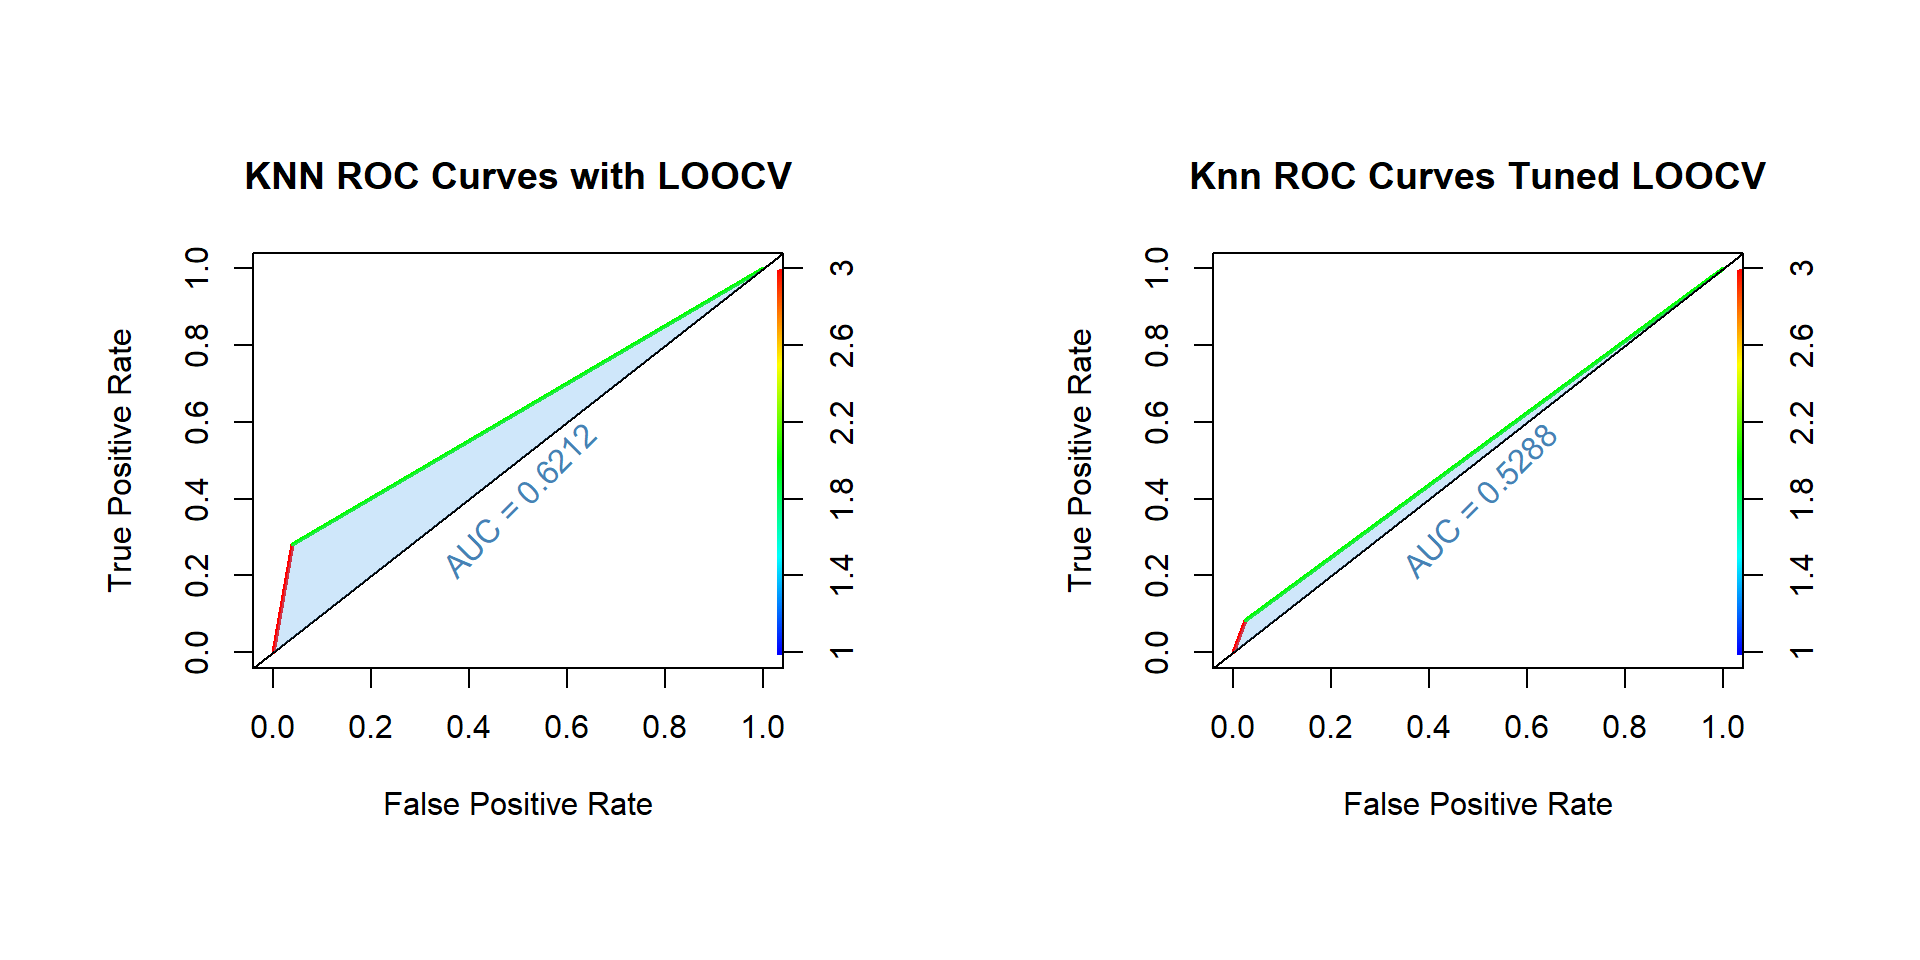 KNN ROC Curves with LOOCV
True Positive Rate
0.0 0.2 0.4 0.6 0.8 1.0
AUC = 0.6212
1 1.4 1.8 2.2 2.6 3
0.0 0.2 0.4 0.6 0.8 1.0
False Positive Rate
Knn ROC Curves Tuned LOOCV
True Positive Rate
0.0 0.2 0.4 0.6 0.8 1.0
AUC = 0.5288
1 1.4 1.8 2.2 2.6 3
0.0 0.2 0.4 0.6 0.8 1.0
False Positive Rate